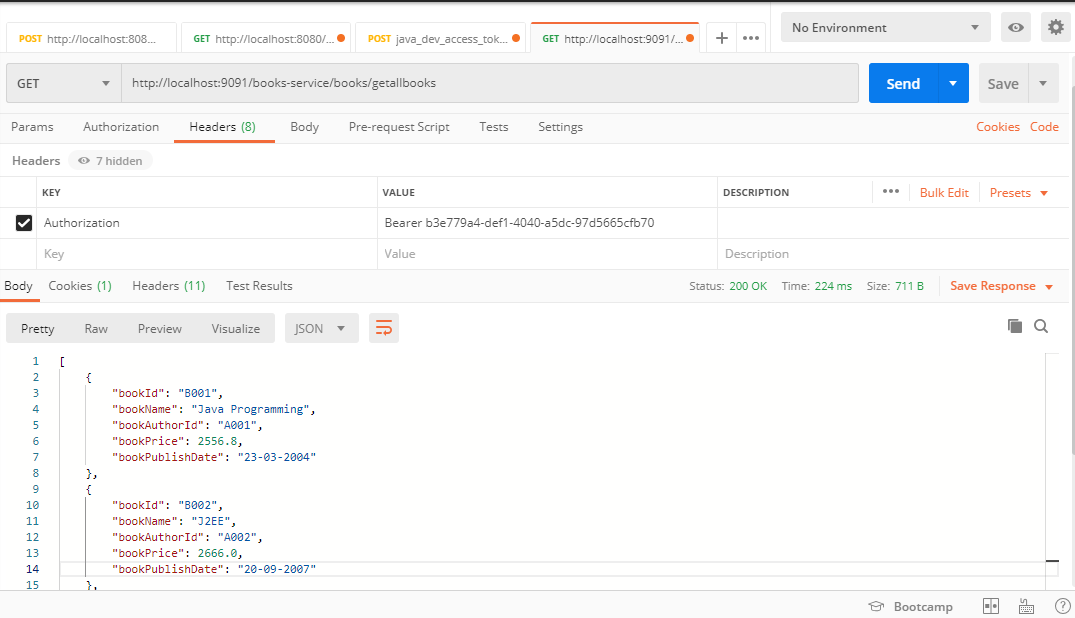 POST http://localhost:808... GET http://localhost:8080/... POST java_dev_access_tok... GET http://localhost:9091/... + ••• No Environment
GET http://localhost:9091/books-service/books/getallbooks Send Save
Params Authorization Headers (8) Body Pre-request Script Tests Settings Cookies Code
Headers 7 hidden
KEY VALUE DESCRIPTION ••• Bulk Edit Presets
Authorization Bearer b3e779a4-def1-4040-a5dc-97d5665cfb70
Key Value Description
Body Cookies (1) Headers (11) Test Results Status: 200 OK Time: 224 ms Size: 711 B Save Response
Pretty Raw Preview Visualize JSON
1 [
2 {
3 "bookId": "B001",
4 "bookName": "Java Programming",
5 "bookAuthorId": "A001",
6 "bookPrice": 2556.8,
7 "bookPublishDate": "23-03-2004"
8 },
9 {
10 "bookId": "B002",
11 "bookName": "J2EE",
12 "bookAuthorId": "A002",
13 "bookPrice": 2666.0,
14 "bookPublishDate": "20-09-2007"
15 },
Bootcamp ?